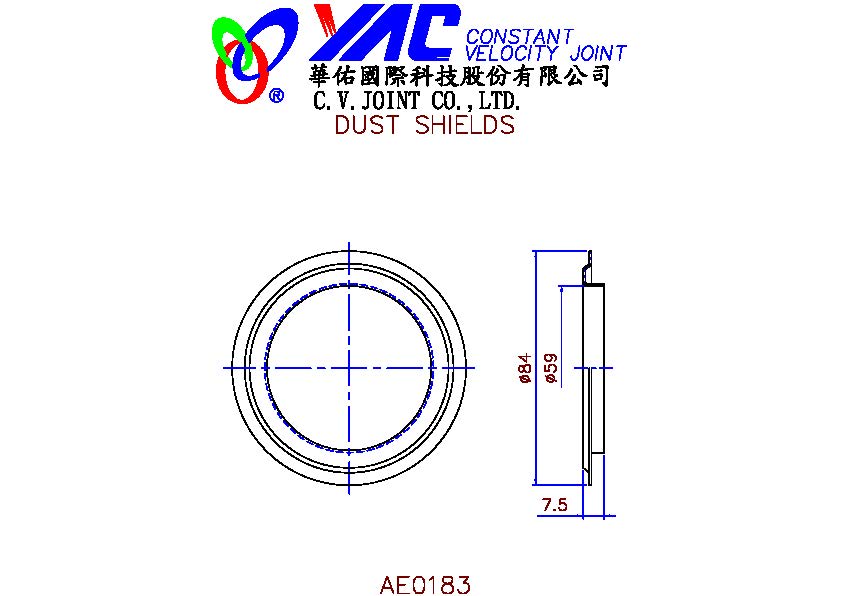 YAC CONSTANT
VELOCITY JOINT
華佑國際科技股份有限公司
®
C.V.JOINT CO.,LTD.
DUST SHIELDS
ø84
ø59
7.5
AE0183